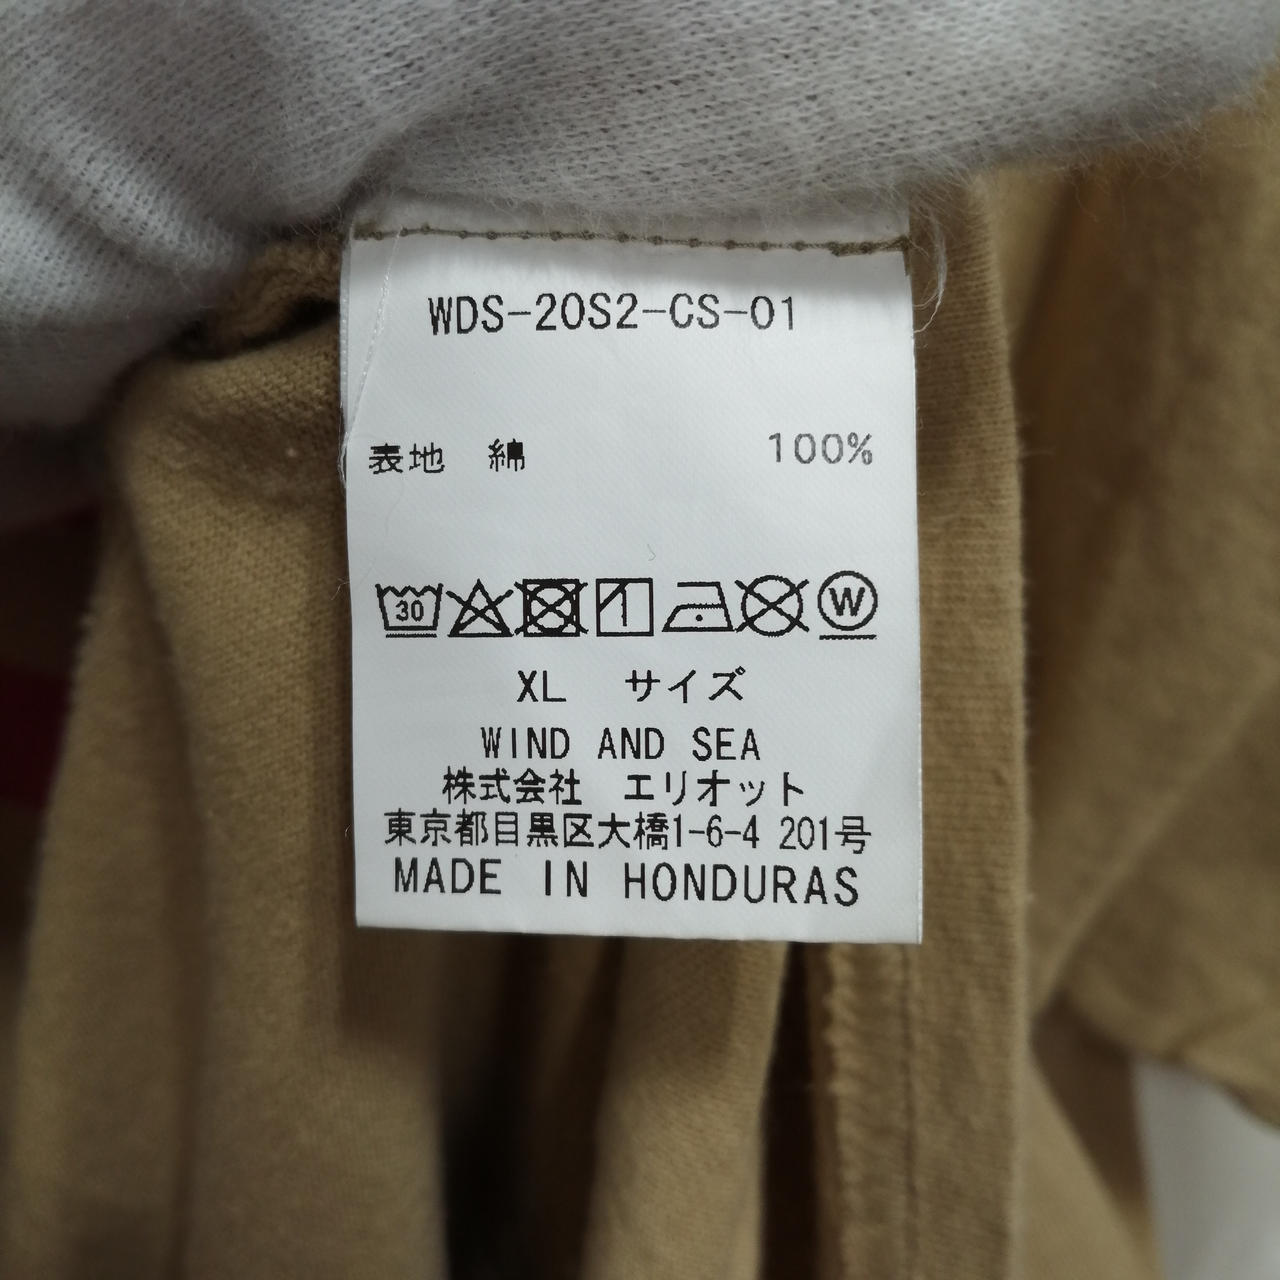 WDS-20S2-CS-01
表地 綿 100%
30 W
XL サイズ
WIND AND SEA
株式会社 エリオット
東京都目黒区大橋1-6-4 201号
MADE IN HONDURAS